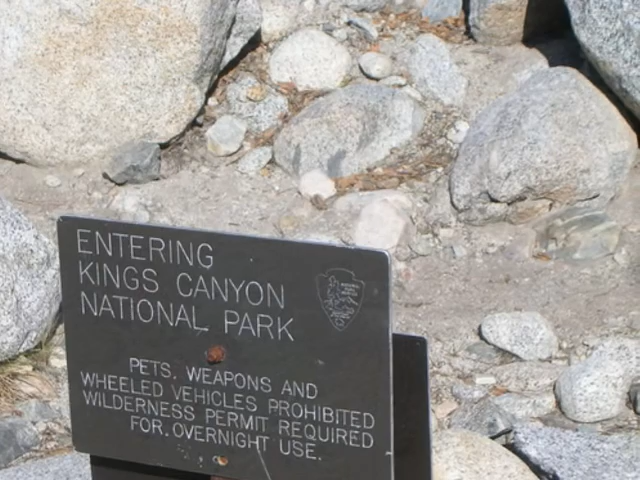 ENTERING
KINGS CANYON
NATIONAL PARK
PETS. WEAPONS AND
WHEELED VEHICLES PROHIBITED
WILDERNESS PERMIT REQUIRED
FOR.OVERNIGHT USE.